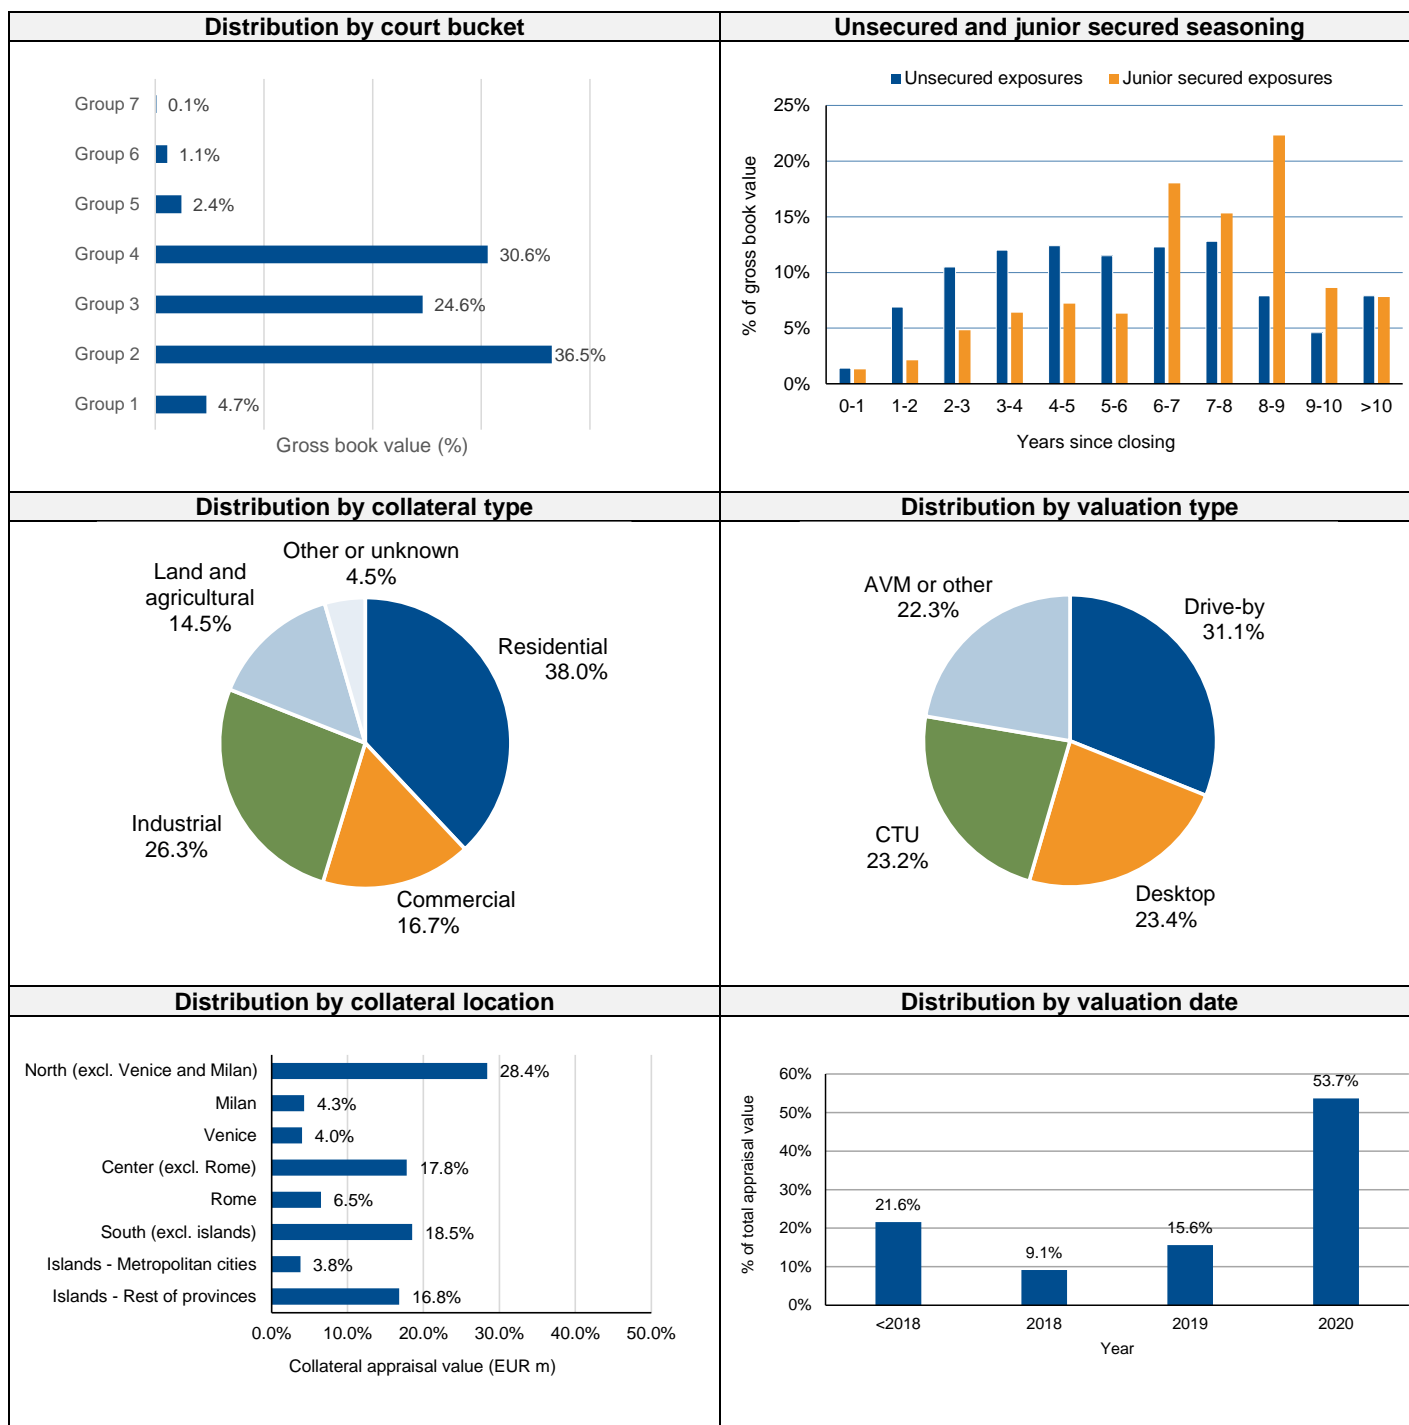 Distribution by court bucket
Group 7 0.1%
Group 6 1.1%
Group 5 2.4%
Group 4 30.6%
Group 3 24.6%
Group 2 36.5%
Group 1 4.7%
Gross book value (%)
Unsecured and junior secured seasoning
Unsecured exposures Junior secured exposures
25%
20%
15%
10%
5%
0%
% of gross book value
0-1 1-2 2-3 3-4 4-5 5-6 6-7 7-8 8-9 9-10 >10
Years since closing
Distribution by collateral type
Other or unknown
4.5%
Land and
agricultural
14.5%
Residential
38.0%
Industrial
26.3%
Commercial
16.7%
Distribution by valuation type
AVM or other
22.3%
Drive-by
31.1%
CTU
23.2%
Desktop
23.4%
Distribution by collateral location
North (excl. Venice and Milan) 28.4%
Milan 4.3%
Venice 4.0%
Center (excl. Rome) 17.8%
Rome 6.5%
South (excl. islands) 18.5%
Islands - Metropolitan cities 3.8%
Islands - Rest of provinces 16.8%
0.0% 10.0% 20.0% 30.0% 40.0% 50.0%
Collateral appraisal value (EUR m)
Distribution by valuation date
60%
50%
40%
30%
20%
10%
0%
% of total appraisal value
21.6% 9.1% 15.6% 53.7%
<2018 2018 2019 2020
Year